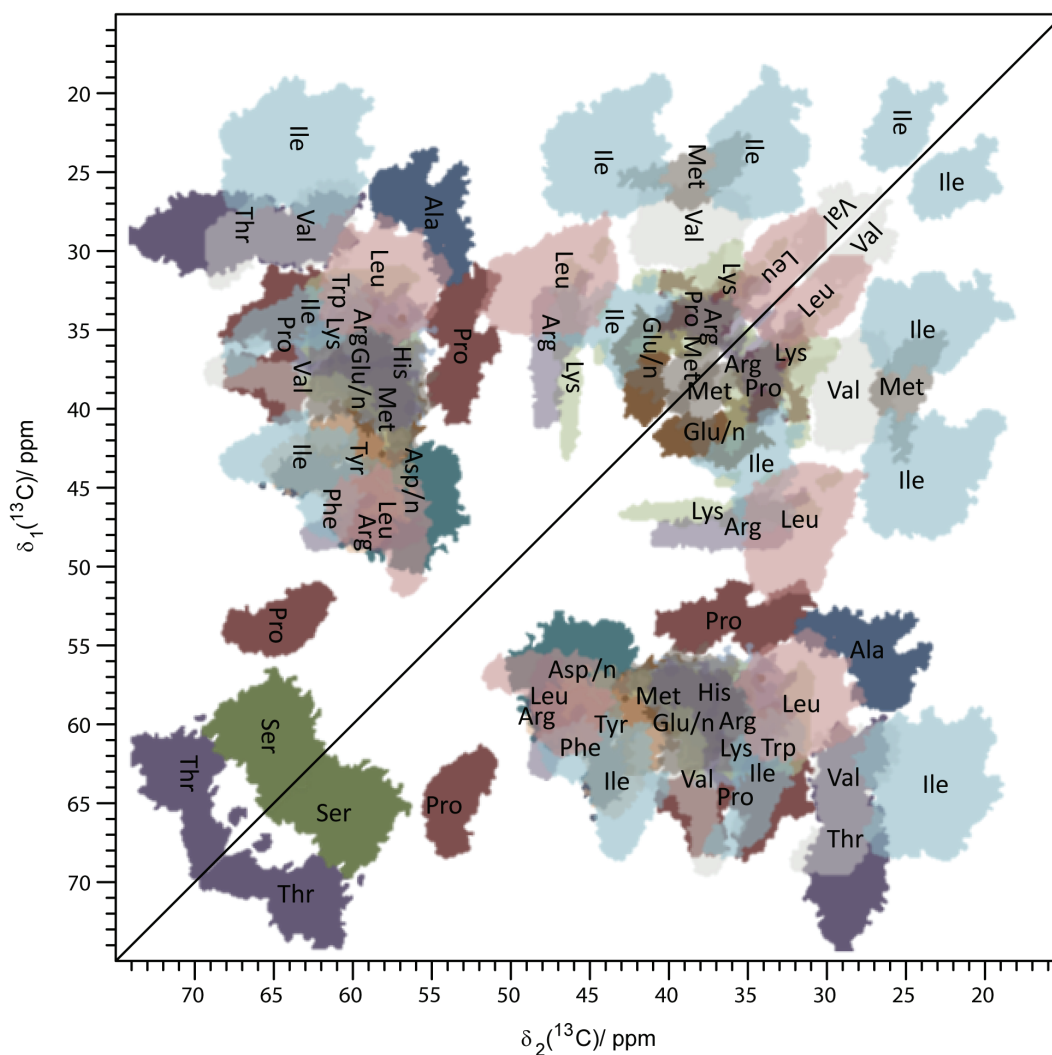 20
25
30
35
40
45
50
55
60
65
70
δ₁(¹³C)/ ppm
Ile
Ile
Met
Ile
Ile
Ile
Thr
Val
Ala
Val
Val
Val
Leu
Leu
Lys
Leu
Leu
Trp
Ile
Lys
Pro
Arg
Glu/n
His
Pro
Arg
Lys
Ile
Glu/n
Pro
Arg
Met
Met
Arg
Pro
Lys
Ile
Val
Met
Val
Met
Glu/n
Ile
Ile
Ile
Tyr
Asp/n
Phe
Arg
Leu
Lys
Arg
Leu
Pro
Pro
Ala
Asp/n
Leu
Arg
Tyr
Phe
Met
Glu/n
His
Arg
Lys
Trp
Leu
Ser
Thr
Ser
Pro
Ile
Val
Pro
Ile
Val
Ile
Thr
Thr
70
65
60
55
50
45
40
35
30
25
20
δ₂(¹³C)/ ppm